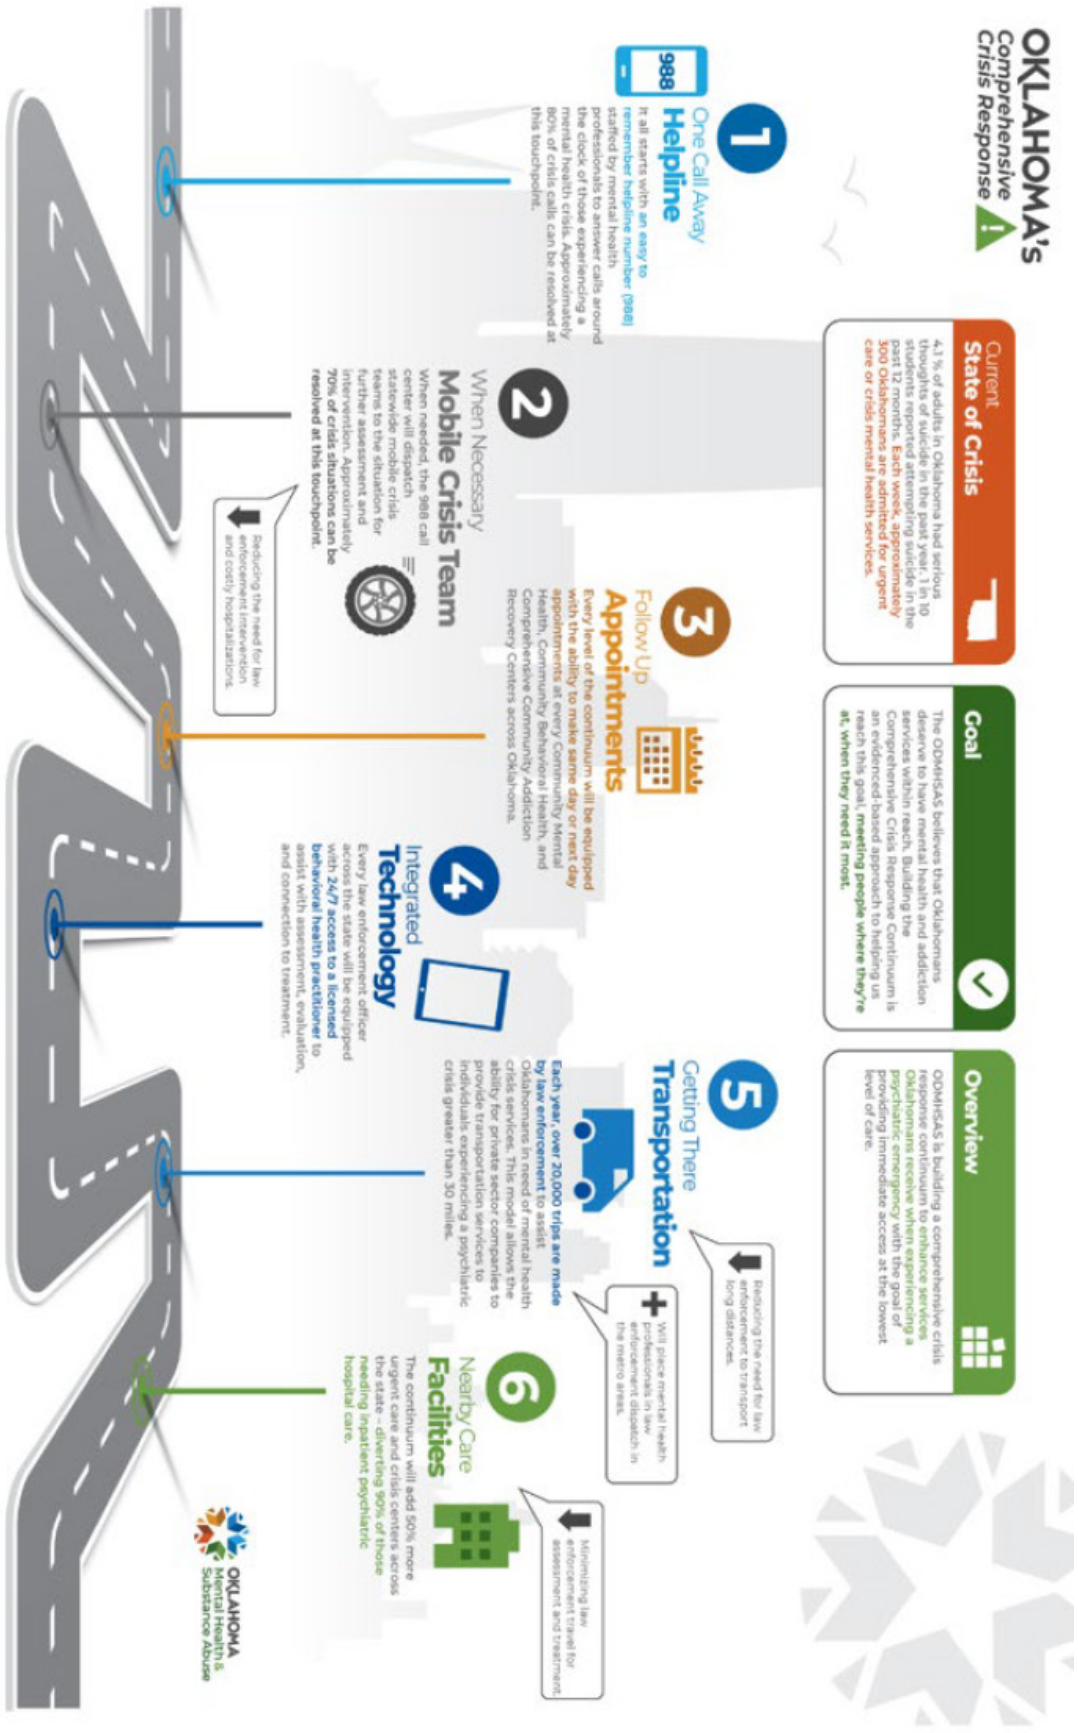 OKLAHOMA's
Comprehensive
Crisis Response
!
Current
State of Crisis
4.1 % of adults in Oklahoma had serious
thoughts of suicide in the past year. 1 in 10
students reported attempting suicide in the
past 12 months. Each week, approximately
300 Oklahomans are admitted for urgent
care or crisis mental health services.
Goal
The ODMHSAS believes that Oklahomans
deserve to have mental health and addiction
services within reach. Building the
Comprehensive Crisis Response Continuum is
an evidenced-based approach to helping us
reach this goal, meeting people where they're
at, when they need it most.
Overview
ODMHSAS is building a comprehensive crisis
response continuum to enhance services
Oklahomans receive when experiencing a
psychiatric emergency with the goal of
providing immediate access at the lowest
level of care.
1
988
One Call Away
Helpline
It all starts with an easy to
remember helpline number (988)
staffed by mental health
professionals to answer calls around
the clock of those experiencing a
mental health crisis. Approximately
80% of crisis calls can be resolved at
this touchpoint.
2
When Necessary
Mobile Crisis Team
When needed, the 988 call
center will dispatch
statewide mobile crisis
teams to the situation for
further assessment and
intervention. Approximately
70% of crisis situations can be
resolved at this touchpoint.
Reducing the need for law
enforcement intervention
and costly hospitalizations.
3
Follow Up
Appointments
Every level of the continuum will be equipped
with the ability to make same day or next day
appointments at every Community Mental
Health, Community Behavioral Health, and
Comprehensive Community Addiction
Recovery Centers across Oklahoma.
4
Integrated
Technology
Every law enforcement officer
across the state will be equipped
with 24/7 access to a licensed
behavioral health practitioner to
assist with assessment, evaluation,
and connection to treatment.
5
Getting There
Transportation
Each year, over 20,000 trips are made
by law enforcement to assist
Oklahomans in need of mental health
crisis services. This model allows the
ability for private sector companies to
provide transportation services to
individuals experiencing a psychiatric
crisis greater than 30 miles.
Reducing the need for law
enforcement to transport
long distances.
Will place mental health
professionals in law
enforcement dispatch in
the metro areas.
6
Nearby Care
Facilities
The continuum will add 50% more
urgent care and crisis centers across
the state – diverting 90% of those
needing inpatient psychiatric
hospital care.
Minimizing law
enforcement travel for
assessment and treatment.
OKLAHOMA
Mental Health &
Substance Abuse